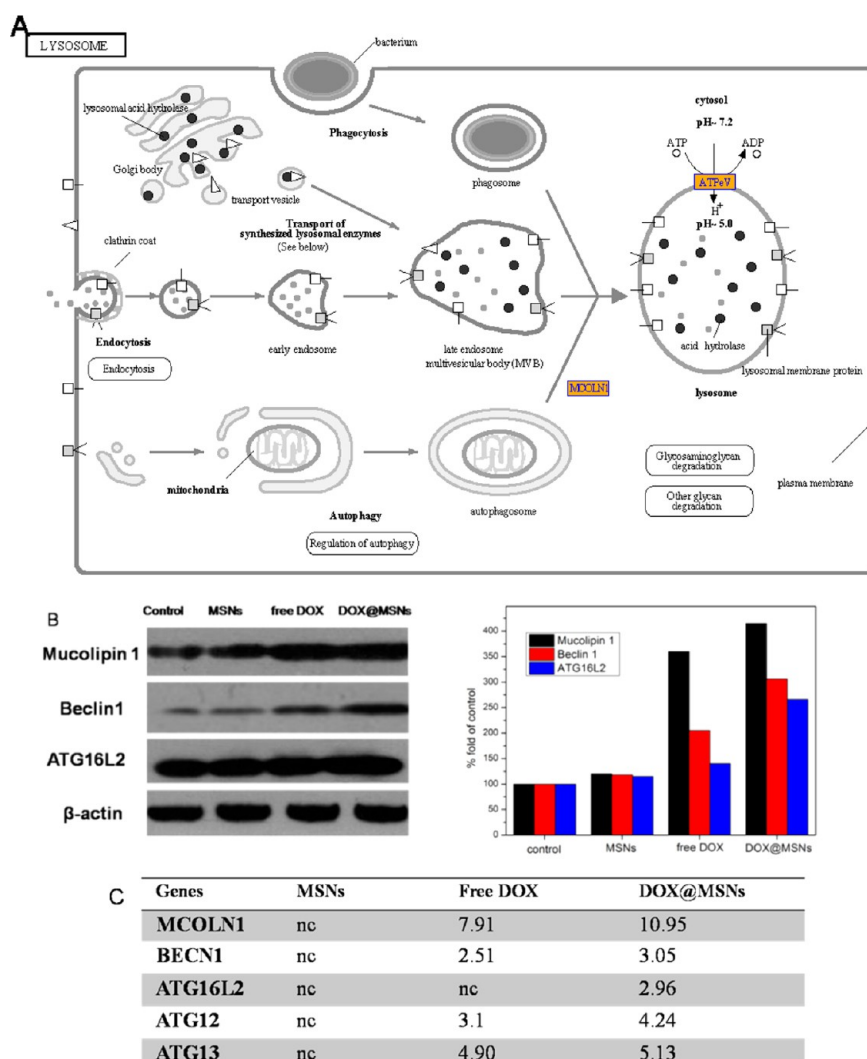 A
LYSOSOME
bacterium
lysosomal acid hydrolase
Golgi body
transport vesicle
Phagocytosis
phagosome
cytosol
pH~ 7.2
ATP
ADP
ATPeV
H+
pH~ 5.0
Transport of
synthesized lysosomal enzymes
(See below)
clathrin coat
Endocytosis
Endocytosis
early endosome
late endosome
multivesicular body (MVB)
acid hydrolase
lysosomal membrane protein
lysosome
MCOLN1
mitochondria
Autophagy
Regulation of autophagy
autophagosome
Glycosaminoglycan
degradation
Other glycan
degradation
plasma membrane
B
Control MSNs free DOX DOX@MSNs
Mucolipin 1
Beclin1
ATG16L2
β-actin
% fold of control
400
350
300
250
200
150
100
50
0
Mucolipin 1
Beclin 1
ATG16L2
control MSNs free DOX DOX@MSNs
C
Genes MSNs Free DOX DOX@MSNs
MCOLN1 nc 7.91 10.95
BECN1 nc 2.51 3.05
ATG16L2 nc nc 2.96
ATG12 nc 3.1 4.24
ATG13 nc 4.90 5.13